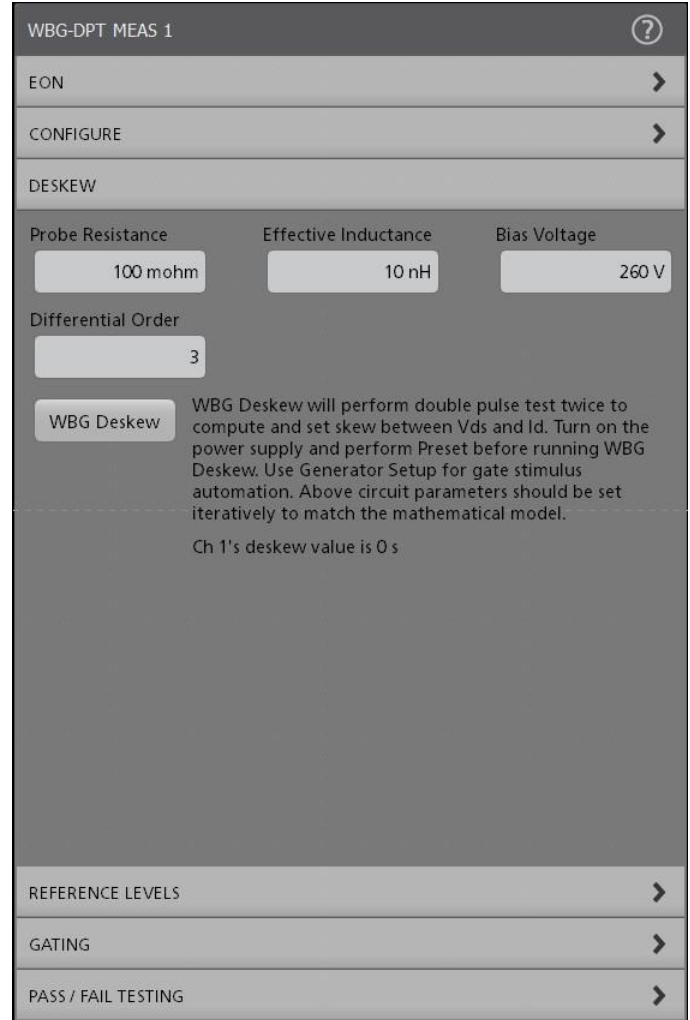 WBG-DPT MEAS 1
?
EON
CONFIGURE
DESKEW
Probe Resistance Effective Inductance Bias Voltage
100 mohm 10 nH 260 V
Differential Order
3
WBG Deskew
WBG Deskew will perform double pulse test twice to
compute and set skew between Vds and Id. Turn on the
power supply and perform Preset before running WBG
Deskew. Use Generator Setup for gate stimulus
automation. Above circuit parameters should be set
iteratively to match the mathematical model.
Ch 1's deskew value is 0 s
REFERENCE LEVELS
GATING
PASS / FAIL TESTING